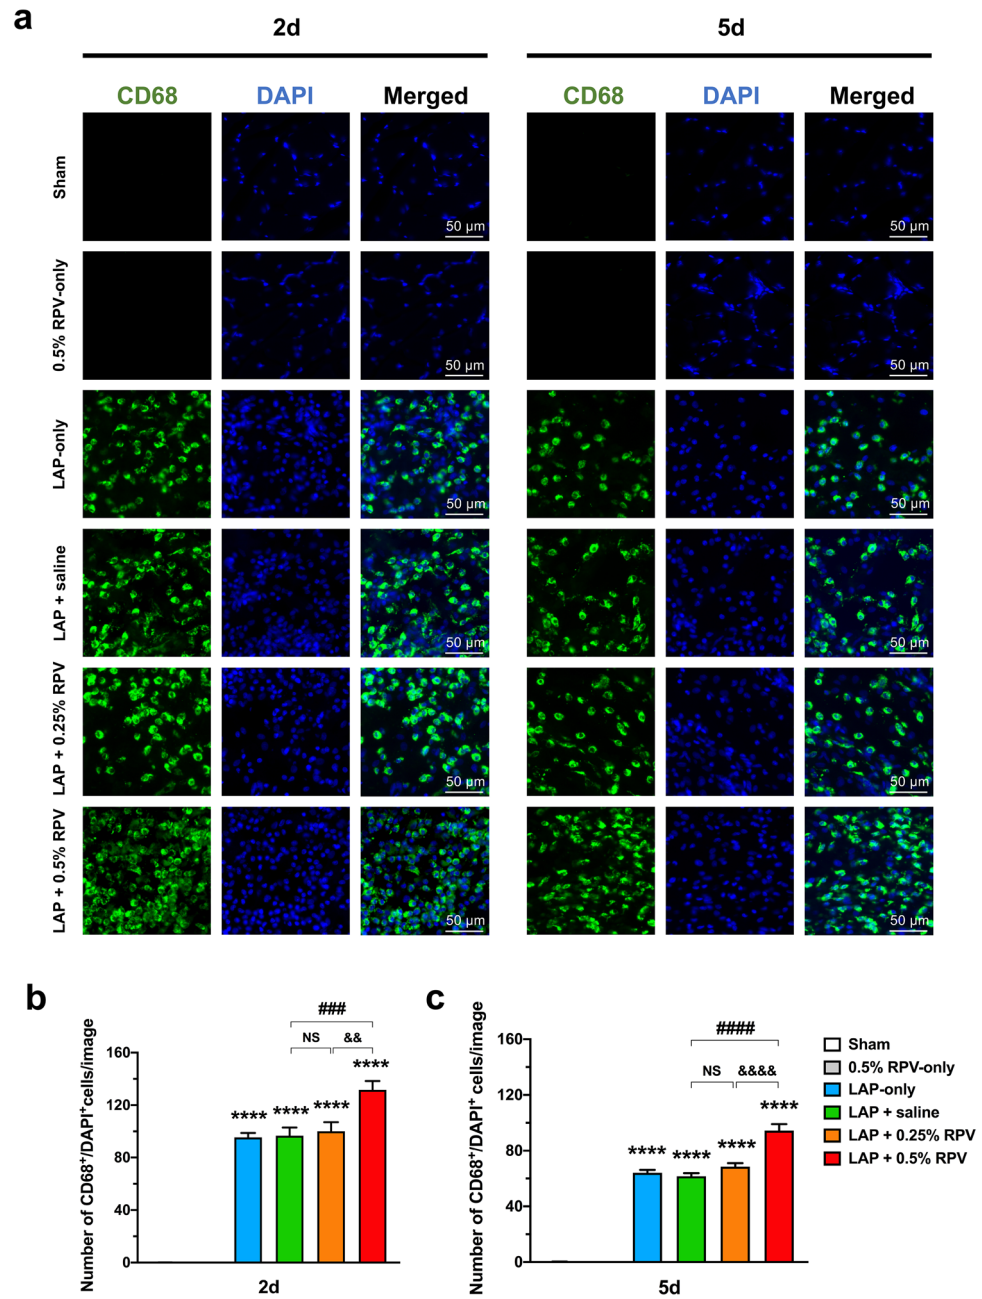 a
2d 5d
CD68 DAPI Merged CD68 DAPI Merged
Sham
50 µm 50 µm
0.5% RPV-only
50 µm 50 µm
LAP-only
50 µm 50 µm
LAP + saline
50 µm 50 µm
LAP + 0.25% RPV
50 µm 50 µm
LAP + 0.5% RPV
50 µm 50 µm
b
Number of CD68⁺/DAPI⁺cells/image
160
120
80
40
0
###
NS &&
**** **** **** ****
2d
c
Number of CD68⁺/DAPI⁺ cells/image
160
120
80
40
0
####
NS &&&&
**** **** **** ****
5d
Sham
0.5% RPV-only
LAP-only
LAP + saline
LAP + 0.25% RPV
LAP + 0.5% RPV